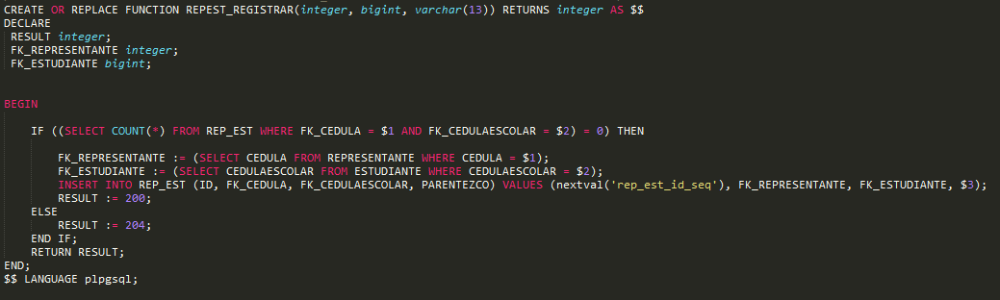 CREATE OR REPLACE FUNCTION REPEST_REGISTRAR(integer, bigint, varchar(13)) RETURNS integer AS $$
DECLARE
RESULT integer;
FK_REPRESENTANTE integer;
FK_ESTUDIANTE bigint;
BEGIN
IF ((SELECT COUNT(*) FROM REP_EST WHERE FK_CEDULA = $1 AND FK_CEDULAESCOLAR = $2) = 0) THEN
FK_REPRESENTANTE := (SELECT CEDULA FROM REPRESENTANTE WHERE CEDULA = $1);
FK_ESTUDIANTE := (SELECT CEDULAESCOLAR FROM ESTUDIANTE WHERE CEDULAESCOLAR = $2);
INSERT INTO REP_EST (ID, FK_CEDULA, FK_CEDULAESCOLAR, PARENTEZCO) VALUES (nextval('rep_est_id_seq'), FK_REPRESENTANTE, FK_ESTUDIANTE, $3);
RESULT := 200;
ELSE
RESULT := 204;
END IF;
RETURN RESULT;
END;
$$ LANGUAGE plpgsql;